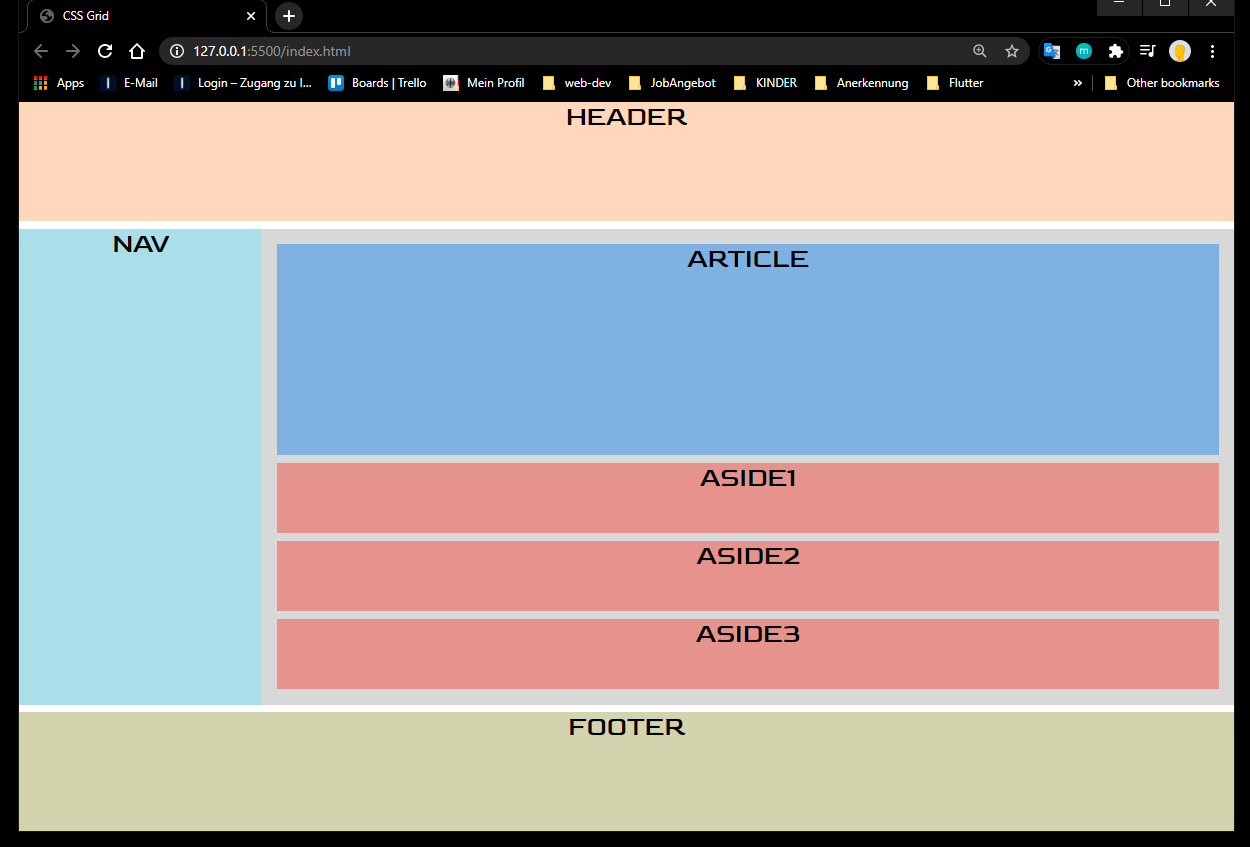 CSS Grid
127.0.0.1:5500/index.html
Apps E-Mail Login – Zugang zu I... Boards | Trello Mein Profil web-dev JobAngebot KINDER Anerkennung Flutter » Other bookmarks
HEADER
NAV
ARTICLE
ASIDE1
ASIDE2
ASIDE3
FOOTER